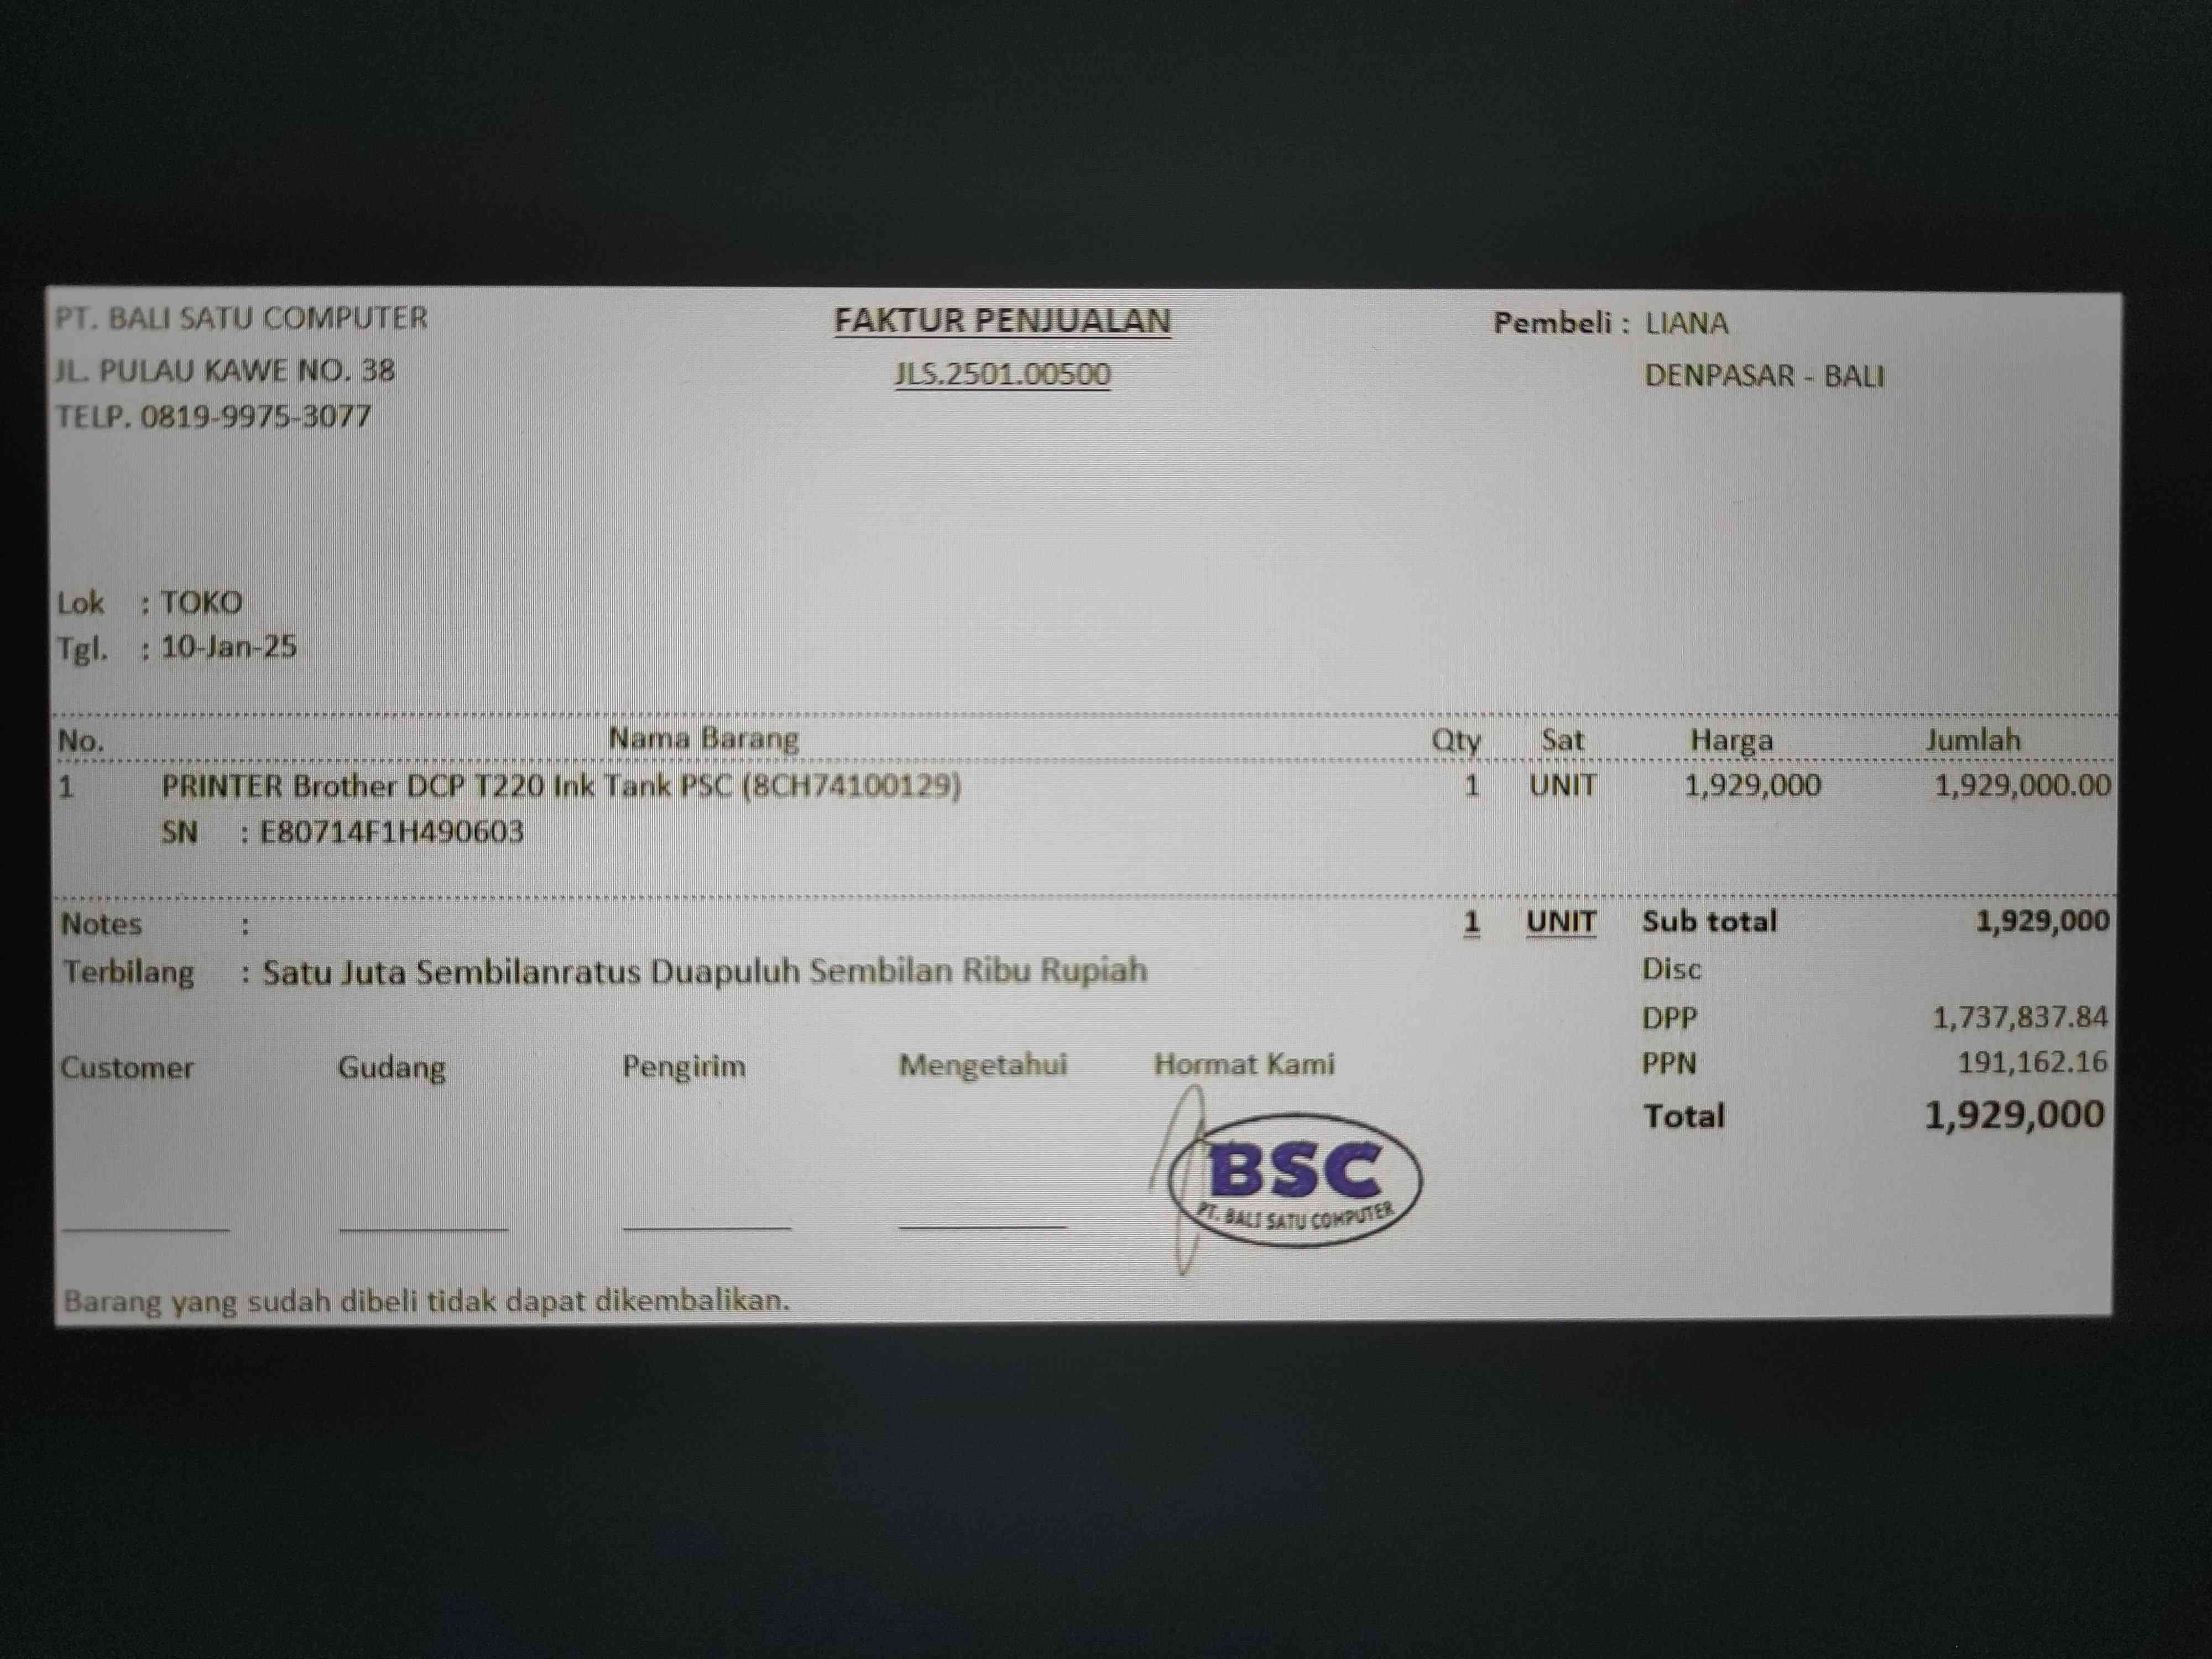 PT. BALI SATU COMPUTER
JL. PULAU KAWE NO. 38
TELP. 0819-9975-3077
FAKTUR PENJUALAN
JLS.2501.00500
Pembeli : LIANA
DENPASAR - BALI
Lok : TOKO
Tgl. : 10-Jan-25
No. Nama Barang Qty Sat Harga Jumlah
1 PRINTER Brother DCP T220 Ink Tank PSC (8CH74100129) 1 UNIT 1,929,000 1,929,000.00
SN : E80714F1H490603
Notes : 1 UNIT Sub total 1,929,000
Terbilang : Satu Juta Sembilanratus Duapuluh Sembilan Ribu Rupiah
Disc
DPP 1,737,837.84
PPN 191,162.16
Total 1,929,000
Customer Gudang Pengirim Mengetahui Hormat Kami
BSC
PT. BALI SATU COMPUTER
Barang yang sudah dibeli tidak dapat dikembalikan.